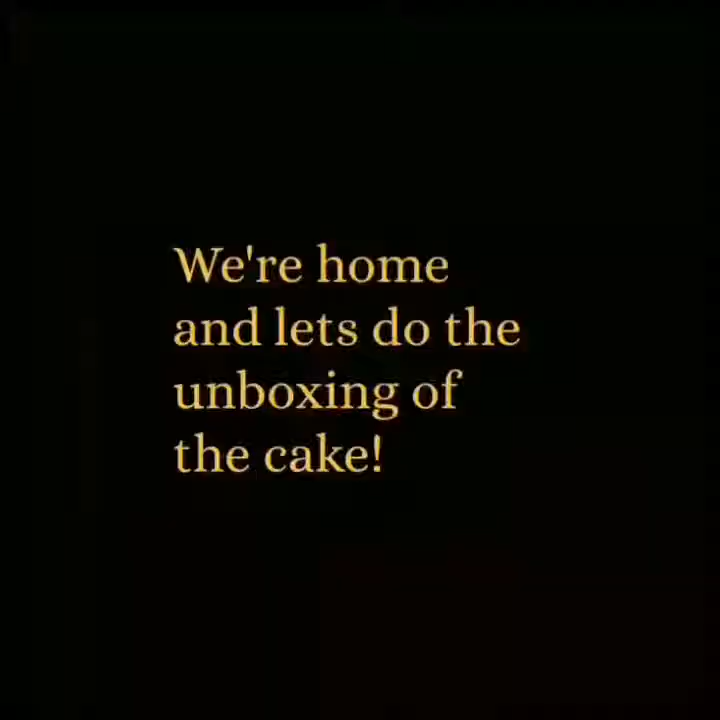 We're home
and lets do the
unboxing of
the cake!